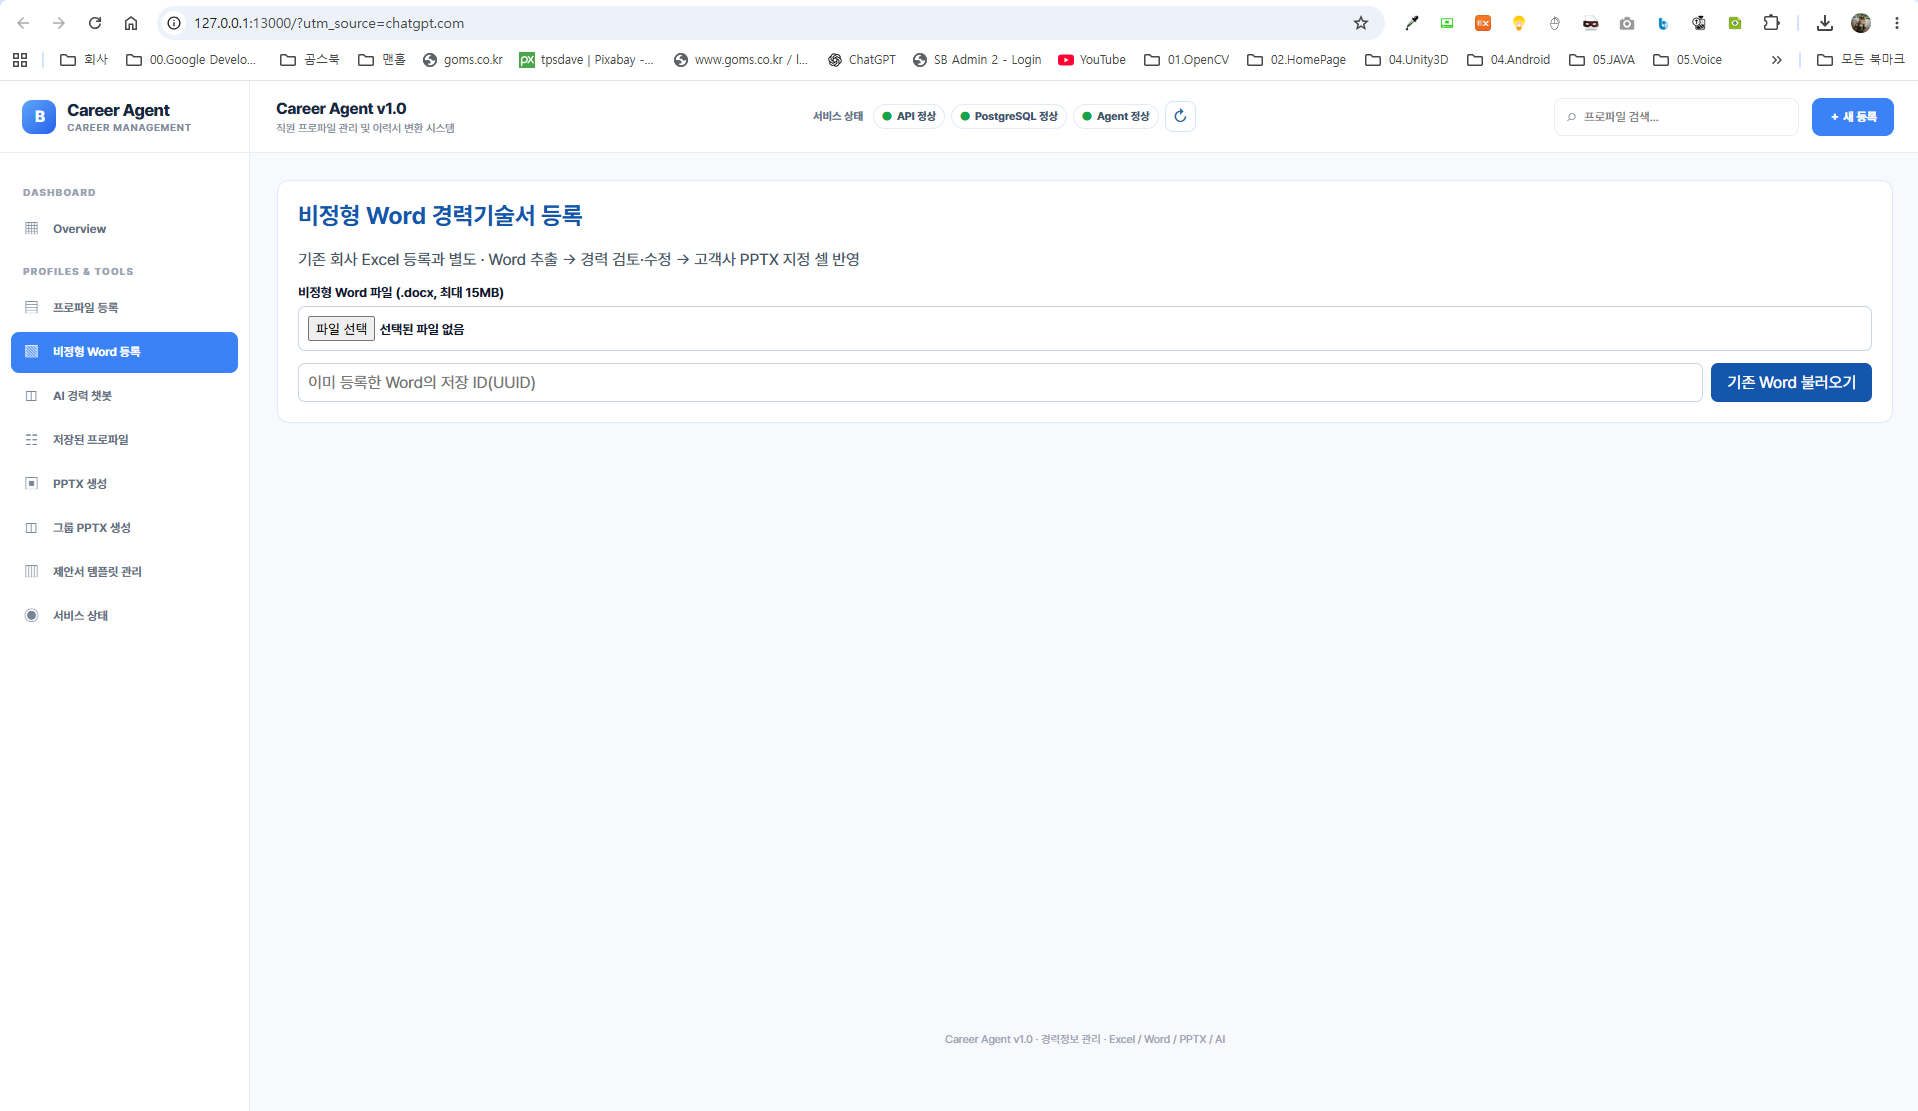 127.0.0.1:13000/?utm_source=chatgpt.com
회사
00.Google Develo...
곰스북
맨홀
goms.co.kr
px tpsdave | Pixabay -...
www.goms.co.kr / l...
ChatGPT
SB Admin 2 - Login
YouTube
01.OpenCV
02.HomePage
04.Unity3D
04.Android
05.JAVA
05.Voice
모든 북마크
B
Career Agent
CAREER MANAGEMENT
Career Agent v1.0
직원 프로파일 관리 및 이력서 변환 시스템
서비스 상태
API 정상
PostgreSQL 정상
Agent 정상
프로파일 검색...
+ 새 등록
DASHBOARD
Overview
PROFILES & TOOLS
프로파일 등록
비정형 Word 등록
AI 경력 챗봇
저장된 프로파일
PPTX 생성
그룹 PPTX 생성
제안서 템플릿 관리
서비스 상태
비정형 Word 경력기술서 등록
기존 회사 Excel 등록과 별도 · Word 추출 → 경력 검토·수정 → 고객사 PPTX 지정 셀 반영
비정형 Word 파일 (.docx, 최대 15MB)
파일 선택 선택된 파일 없음
이미 등록한 Word의 저장 ID(UUID)
기존 Word 불러오기
Career Agent v1.0 · 경력정보 관리 · Excel / Word / PPTX / AI